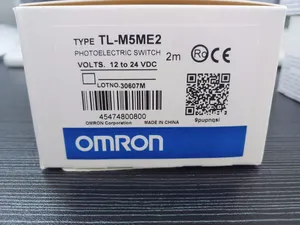 TYPE TL-M5ME2
PHOTOELECTRIC SWITCH 2m
VOLTS. 12 to 24 VDC
LOTNO. 30607M
45474800800
OMRON Corporation MADE IN CHINA
9pupnqsi
OMRON